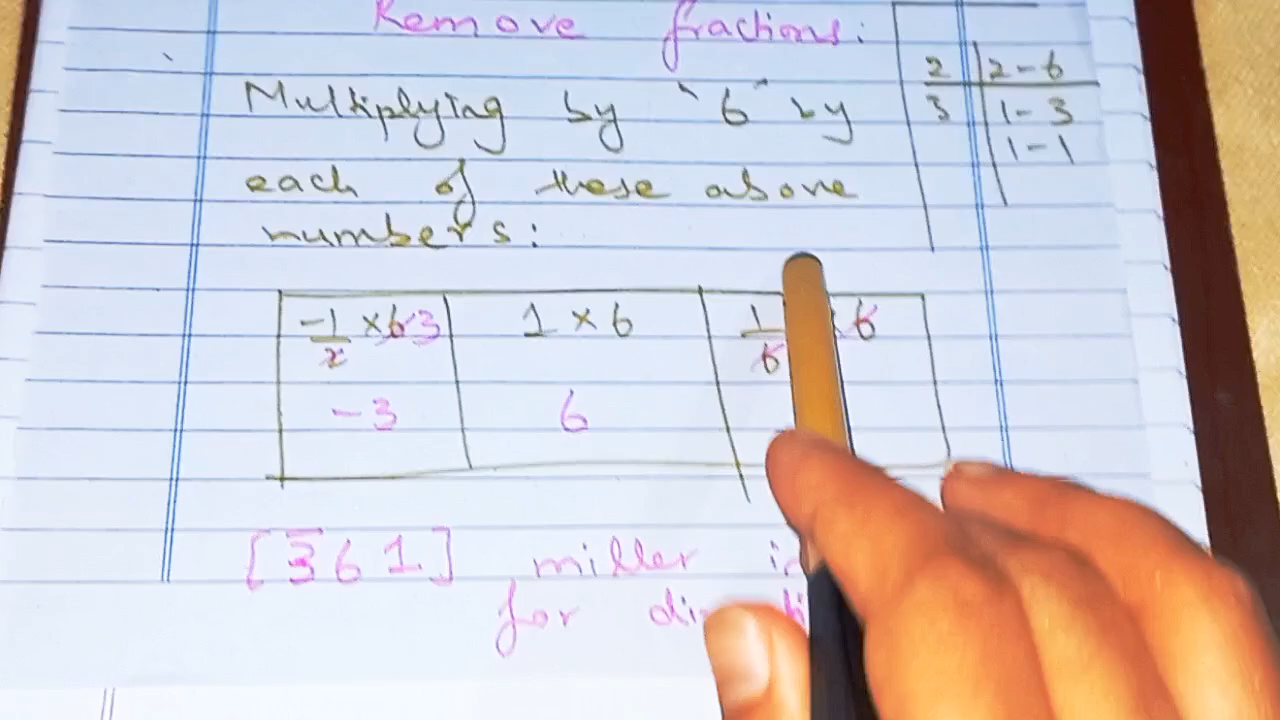 Remove fractions:
2 | 2 - 6
3 | 1 - 3
1 - 1
Multiplying by "6" by
each of these above
numbers:
-1/2 × 6 3 | 1 × 6 | 1/6 × 6
-3 | 6
[3̅ 6 1] miller
for